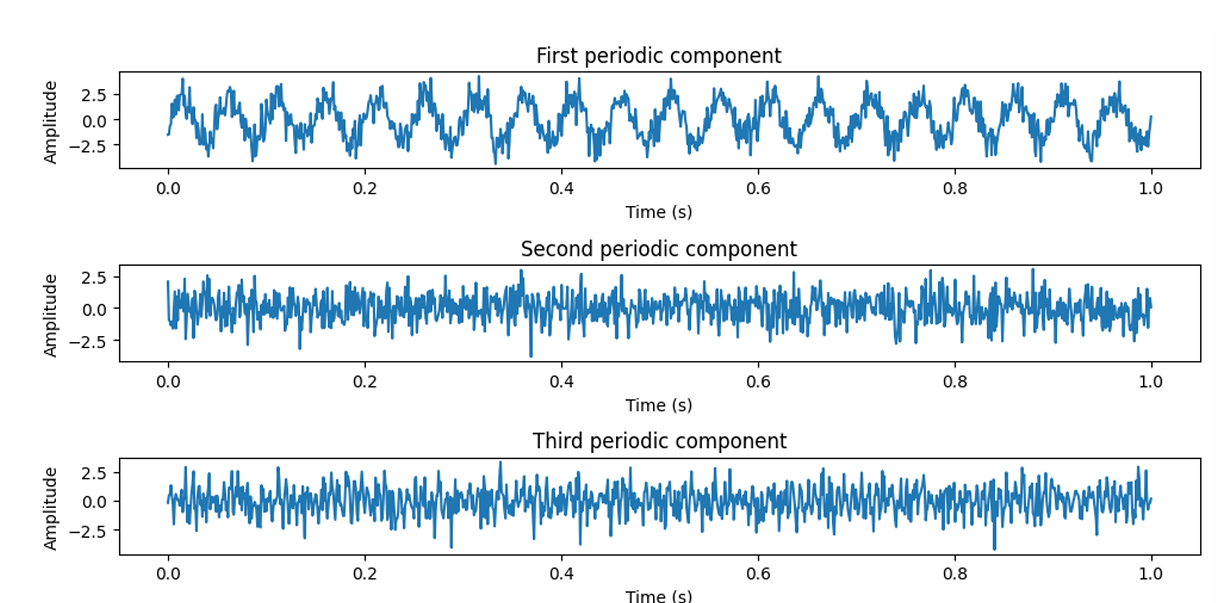 First periodic component
Amplitude
2.5
0.0
−2.5
0.0 0.2 0.4 0.6 0.8 1.0
Time (s)
Second periodic component
Amplitude
2.5
0.0
−2.5
0.0 0.2 0.4 0.6 0.8 1.0
Time (s)
Third periodic component
Amplitude
2.5
0.0
−2.5
0.0 0.2 0.4 0.6 0.8 1.0
Time (s)